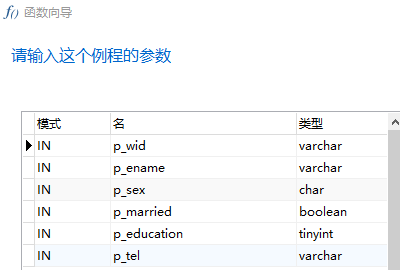 f() 函数向导
请输入这个例程的参数
模式 名 类型
IN p_wid varchar
IN p_ename varchar
IN p_sex char
IN p_married boolean
IN p_education tinyint
IN p_tel varchar